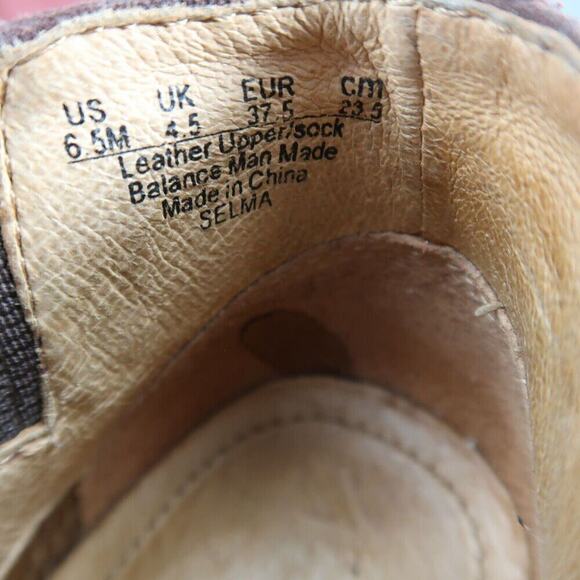 US UK EUR cm
6.5M 4.5 37.5 23.5
Leather Upper/sock
Balance Man Made
Made in China
SELMA